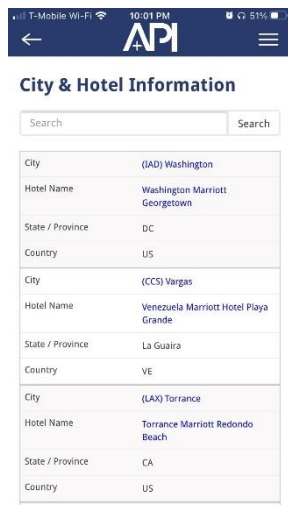 T-Mobile Wi-Fi 10:01 PM 51%
API
City & Hotel Information
Search Search
City (IAD) Washington
Hotel Name Washington Marriott
Georgetown
State / Province DC
Country US
City (CCS) Vargas
Hotel Name Venezuela Marriott Hotel Playa
Grande
State / Province La Guaira
Country VE
City (LAX) Torrance
Hotel Name Torrance Marriott Redondo
Beach
State / Province CA
Country US